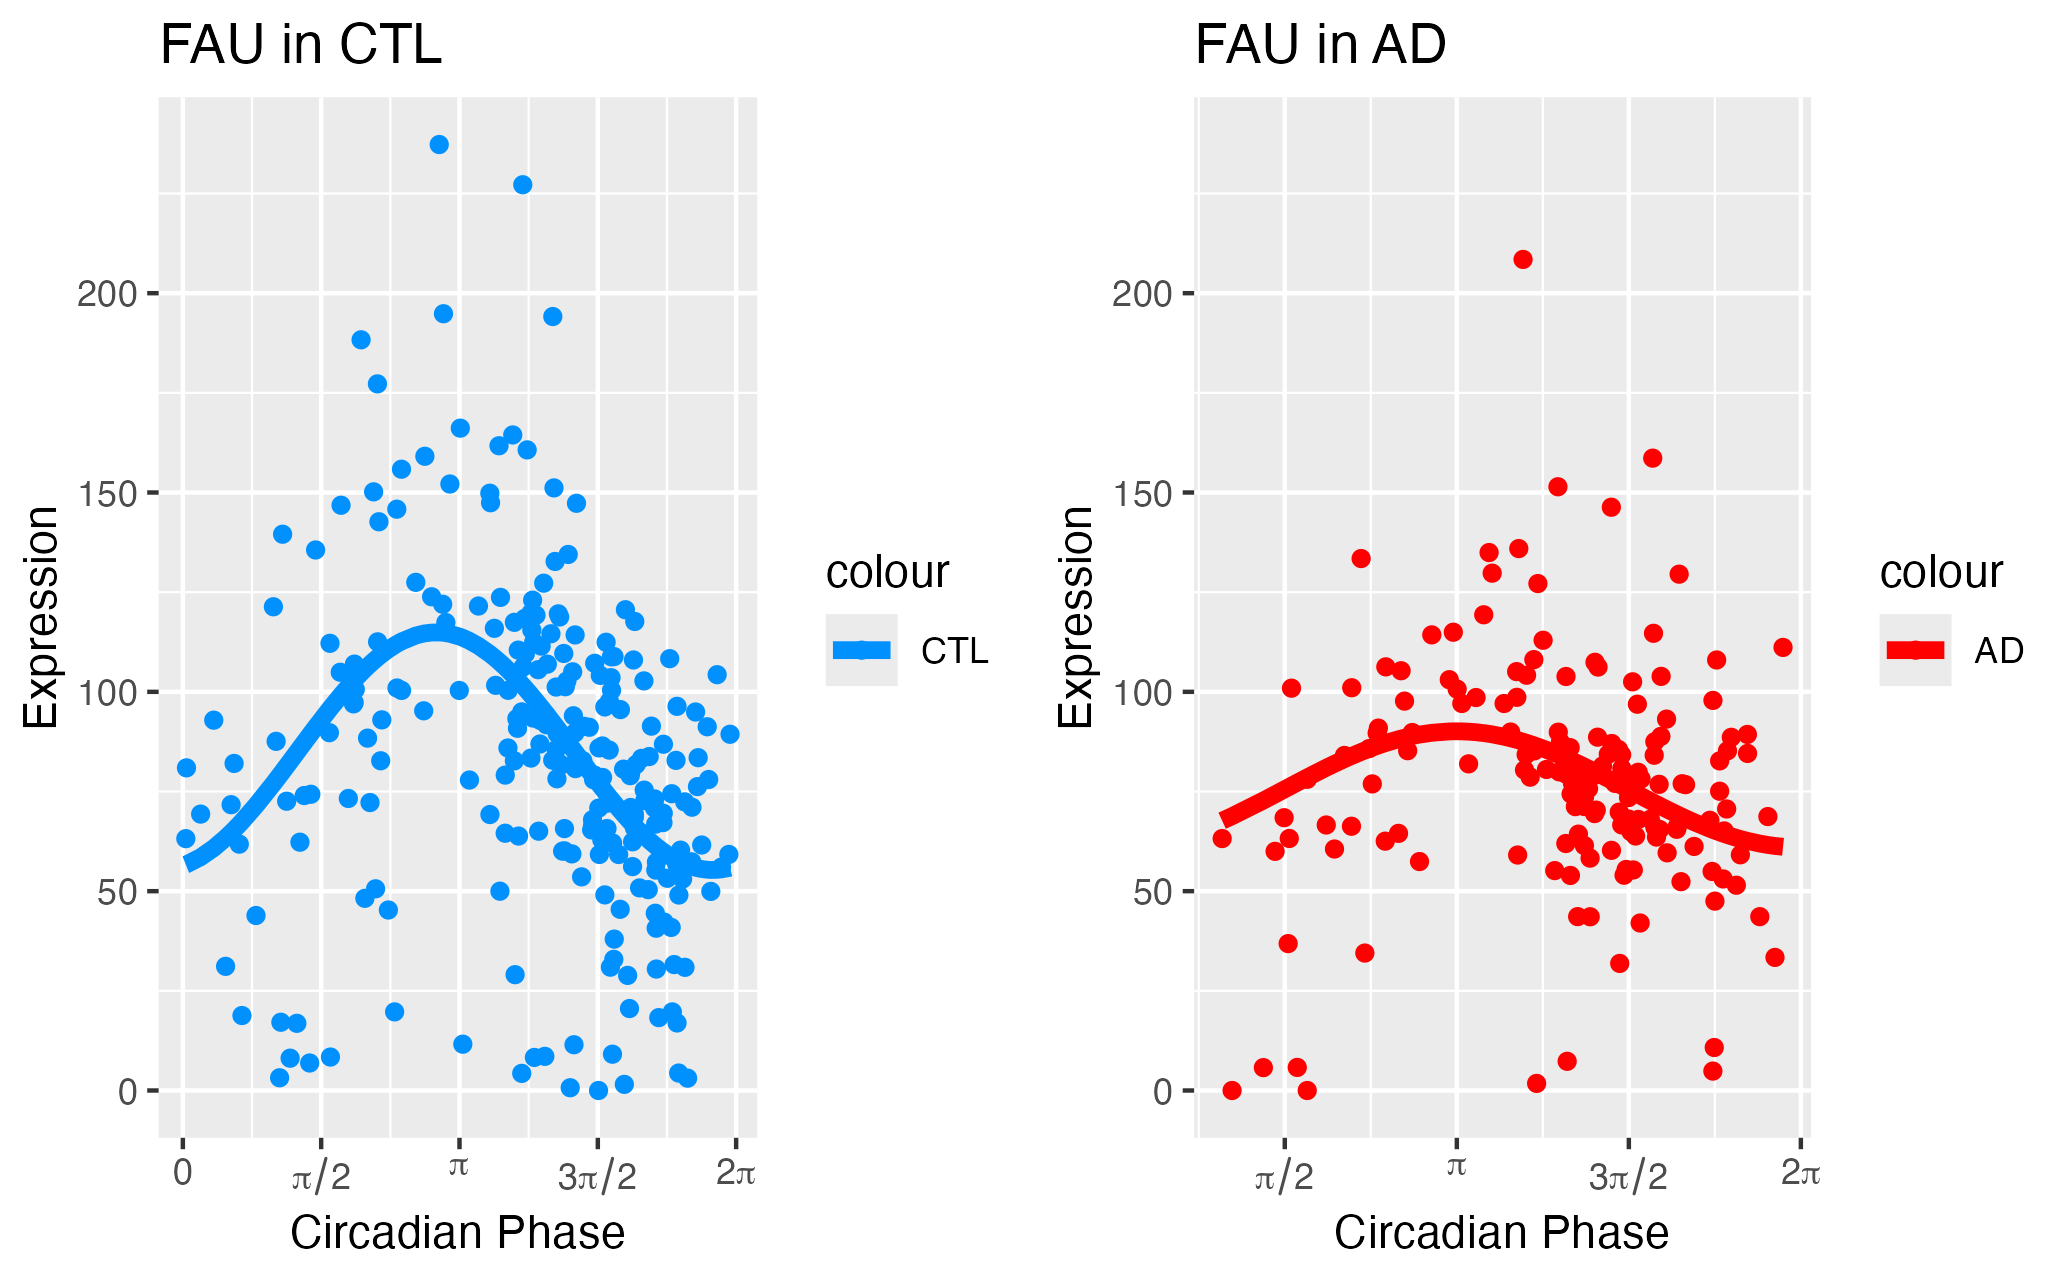 FAU in CTL
Expression
200
150
100
50
0
0 π/2 π 3π/2 2π
Circadian Phase
colour
CTL
FAU in AD
Expression
200
150
100
50
0
π/2 π 3π/2 2π
Circadian Phase
colour
AD